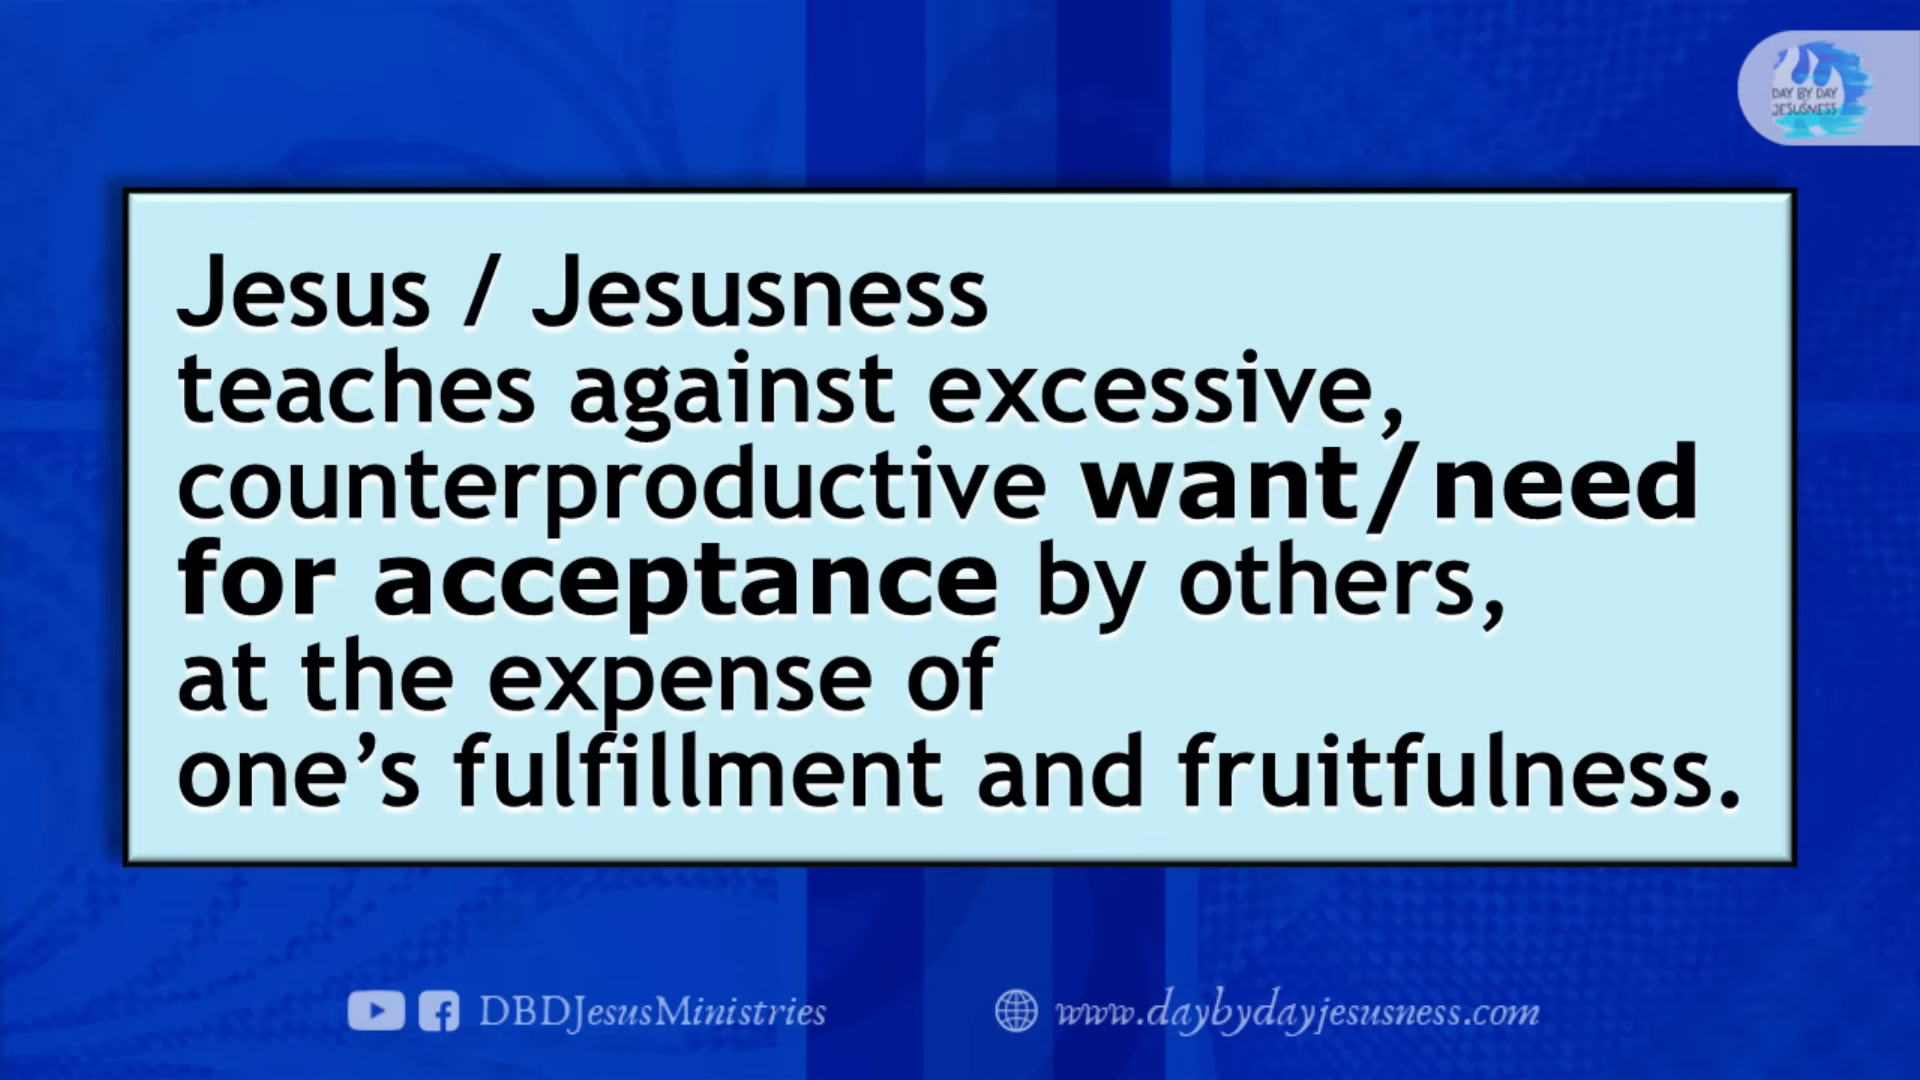 DAY BY DAY
JESUSNESS
Jesus / Jesusness
teaches against excessive,
counterproductive want/need
for acceptance by others,
at the expense of
one’s fulfillment and fruitfulness.
DBDJesusMinistries
www.daybydayjesusness.com